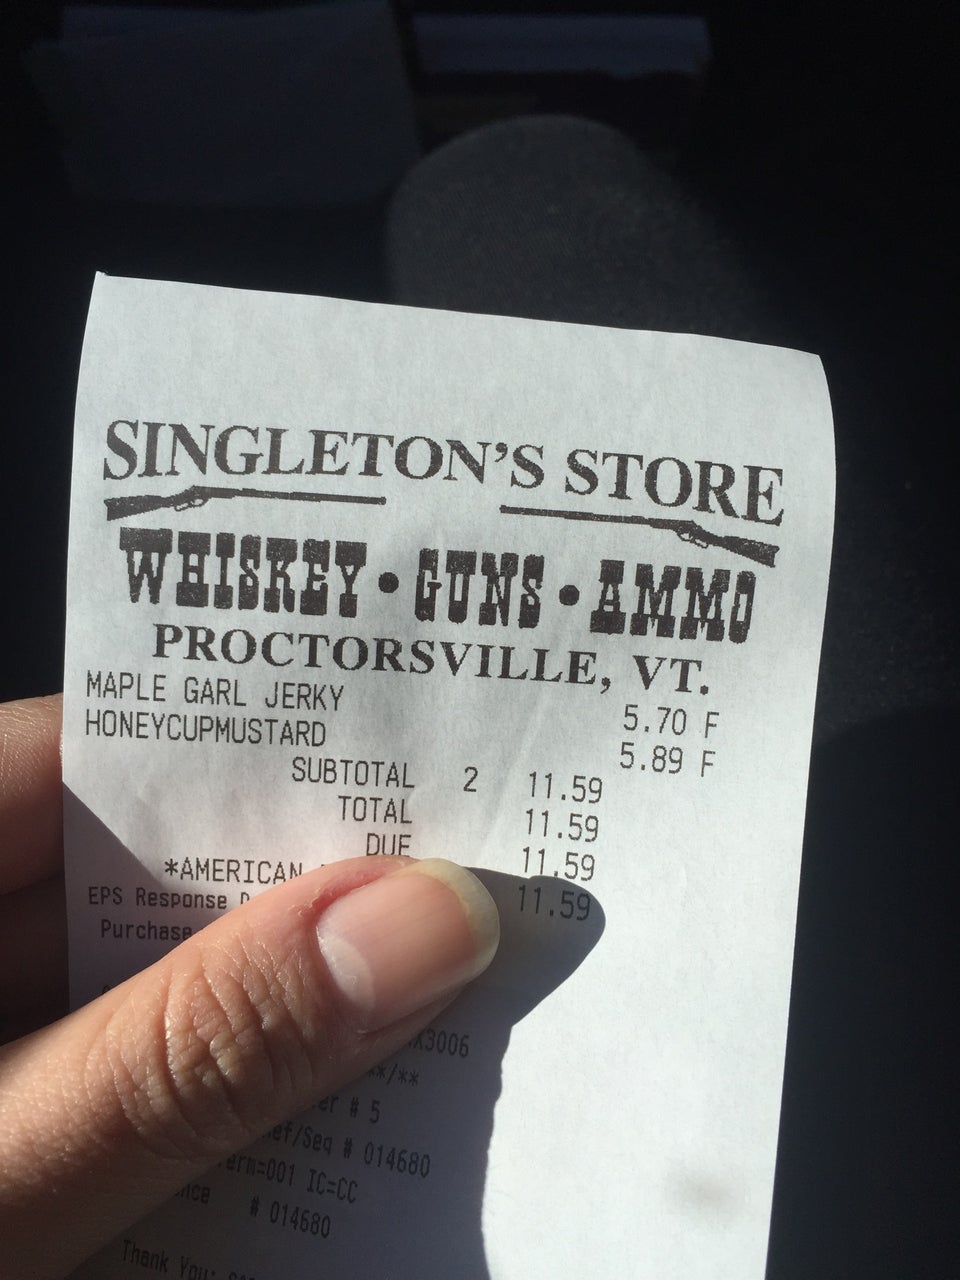 SINGLETON'S STORE
WHISKEY • GUNS • AMMO
PROCTORSVILLE, VT.
MAPLE GARL JERKY 5.70 F
HONEYCUPMUSTARD 5.89 F
SUBTOTAL 2 11.59
TOTAL 11.59
DUE 11.59
*AMERICAN 11.59
EPS Response
Purchase
X3006
**/**
# 5
ef/Seq # 014680
erm=001 IC=CC
nce # 014680
Thank You: